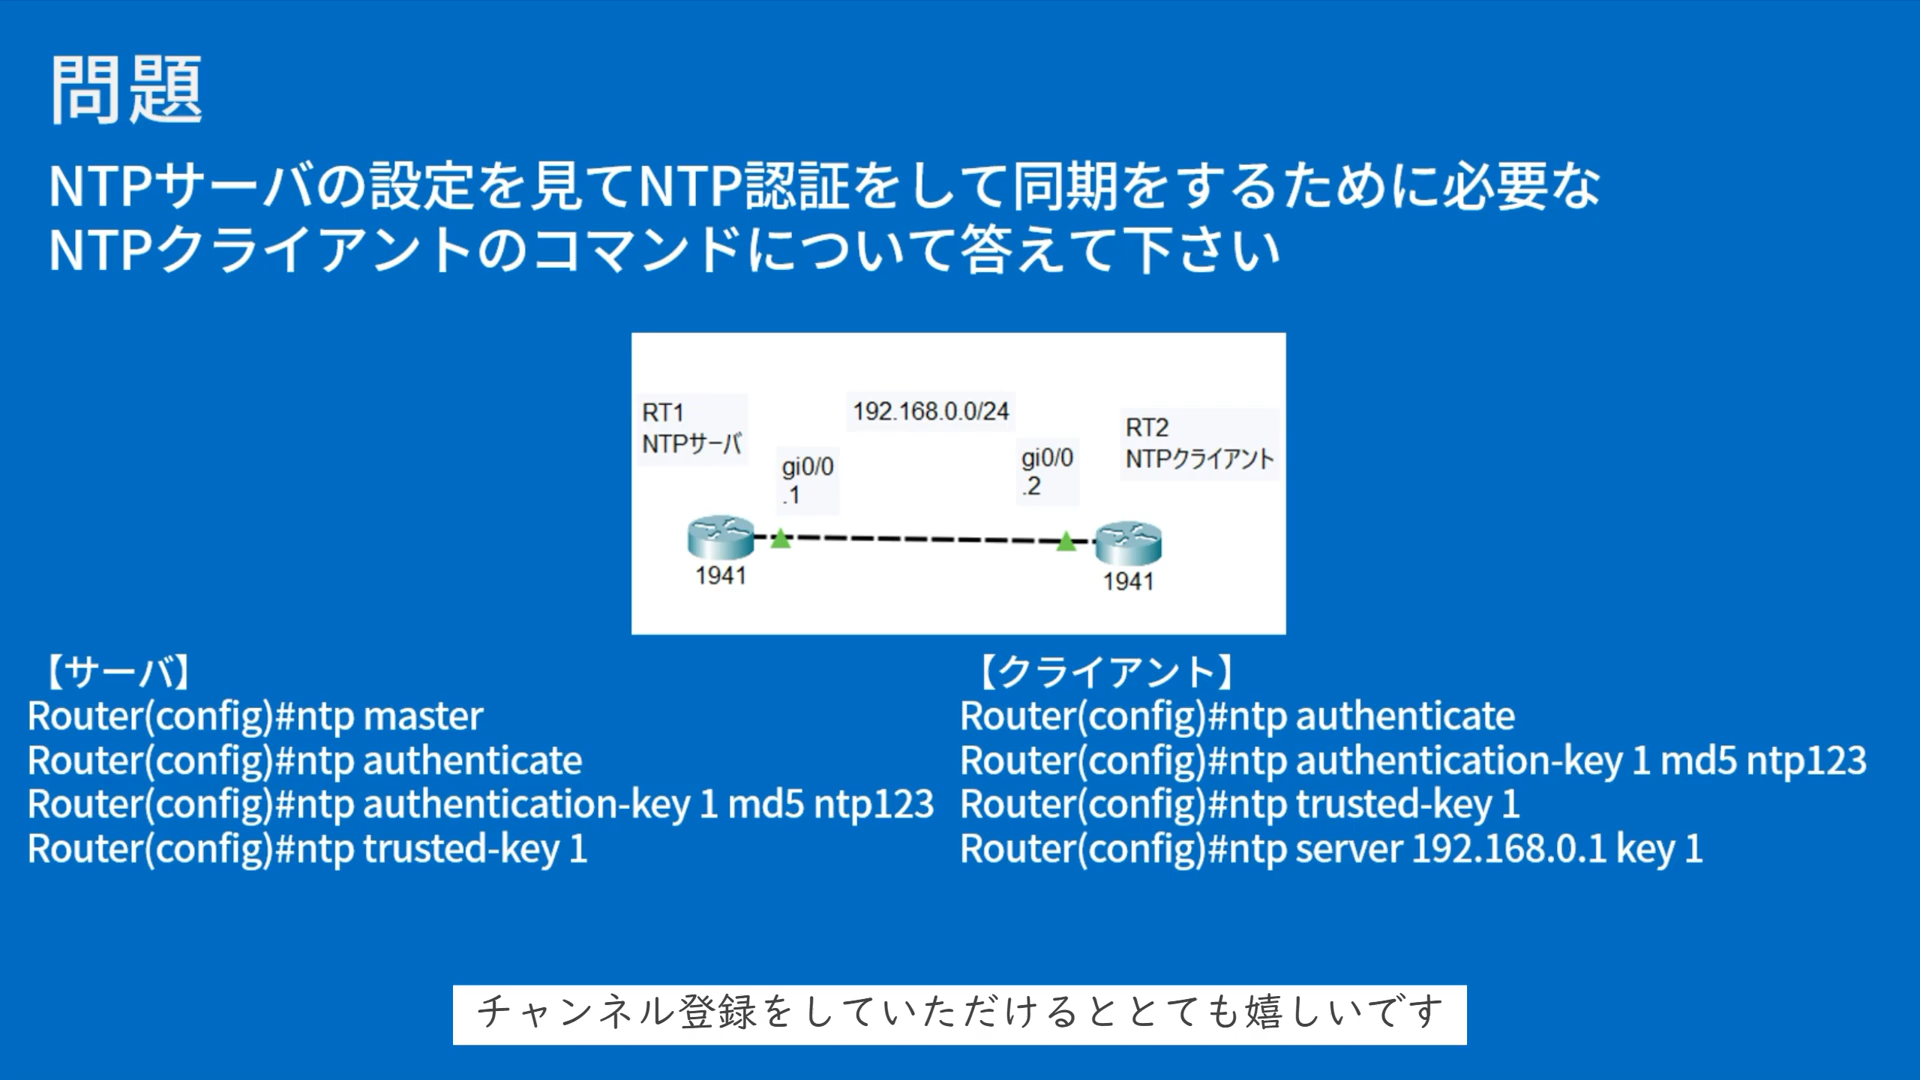 問題
NTPサーバの設定を見てNTP認証をして同期をするために必要な
NTPクライアントのコマンドについて答えて下さい
RT1
NTPサーバ
192.168.0.0/24
RT2
NTPクライアント
gi0/0
.1
gi0/0
.2
1941
1941
【サーバ】
Router(config)#ntp master
Router(config)#ntp authenticate
Router(config)#ntp authentication-key 1 md5 ntp123
Router(config)#ntp trusted-key 1
【クライアント】
Router(config)#ntp authenticate
Router(config)#ntp authentication-key 1 md5 ntp123
Router(config)#ntp trusted-key 1
Router(config)#ntp server 192.168.0.1 key 1
チャンネル登録をしていただけるととても嬉しいです